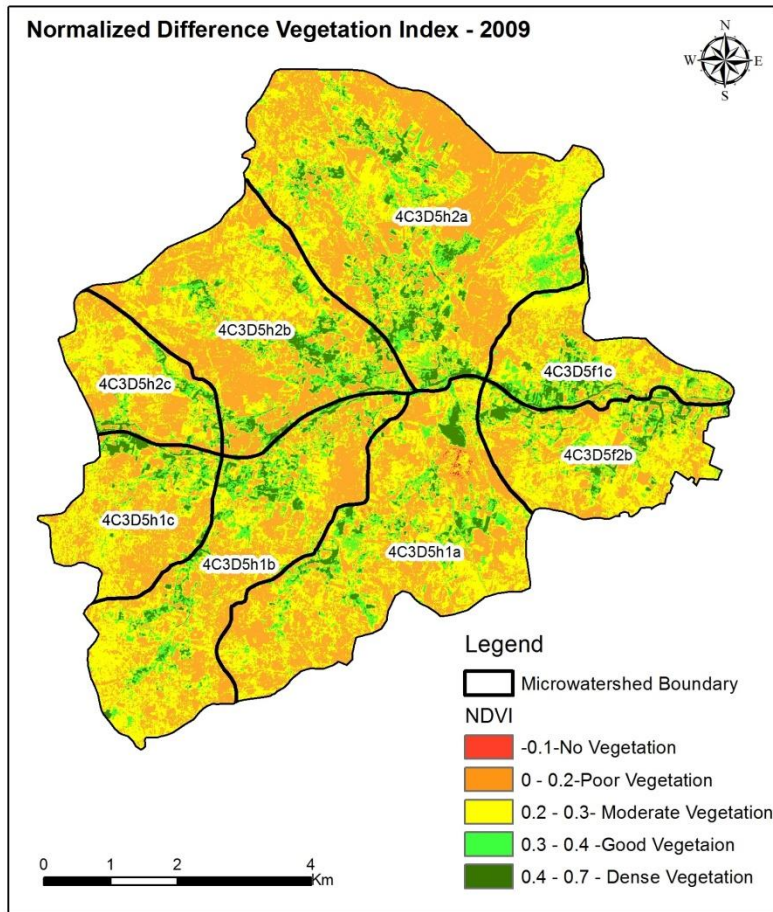 Normalized Difference Vegetation Index - 2009
N
W
E
S
4C3D5h2a
4C3D5h2b
4C3D5f1c
4C3D5h2c
4C3D5f2b
4C3D5h1c
4C3D5h1a
4C3D5h1b
Legend
Microwatershed Boundary
NDVI
-0.1-No Vegetation
0 - 0.2-Poor Vegetation
0.2 - 0.3- Moderate Vegetation
0.3 - 0.4 -Good Vegetaion
0.4 - 0.7 - Dense Vegetation
0 1 2 4
Km